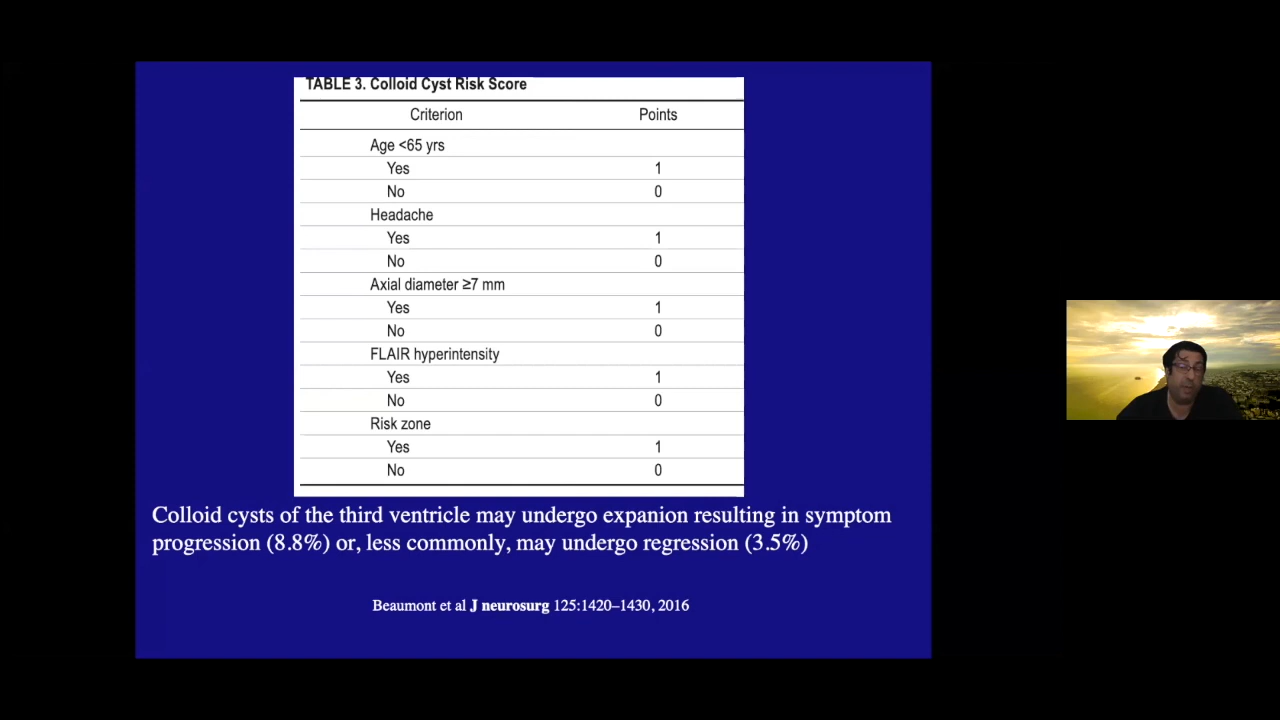 TABLE 3. Colloid Cyst Risk Score
Criterion Points
Age <65 yrs
Yes 1
No 0
Headache
Yes 1
No 0
Axial diameter ≥7 mm
Yes 1
No 0
FLAIR hyperintensity
Yes 1
No 0
Risk zone
Yes 1
No 0
Colloid cysts of the third ventricle may undergo expanion resulting in symptom
progression (8.8%) or, less commonly, may undergo regression (3.5%)
Beaumont et al J neurosurg 125:1420–1430, 2016